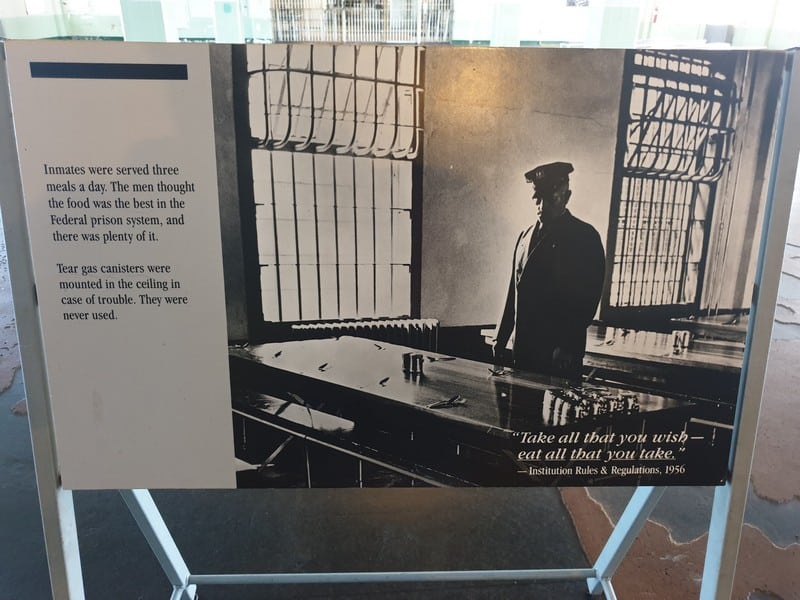 Inmates were served three
meals a day. The men thought
the food was the best in the
Federal prison system, and
there was plenty of it.
Tear gas canisters were
mounted in the ceiling in
case of trouble. They were
never used.
“Take all that you wish —
eat all that you take.”
— Institution Rules & Regulations, 1956